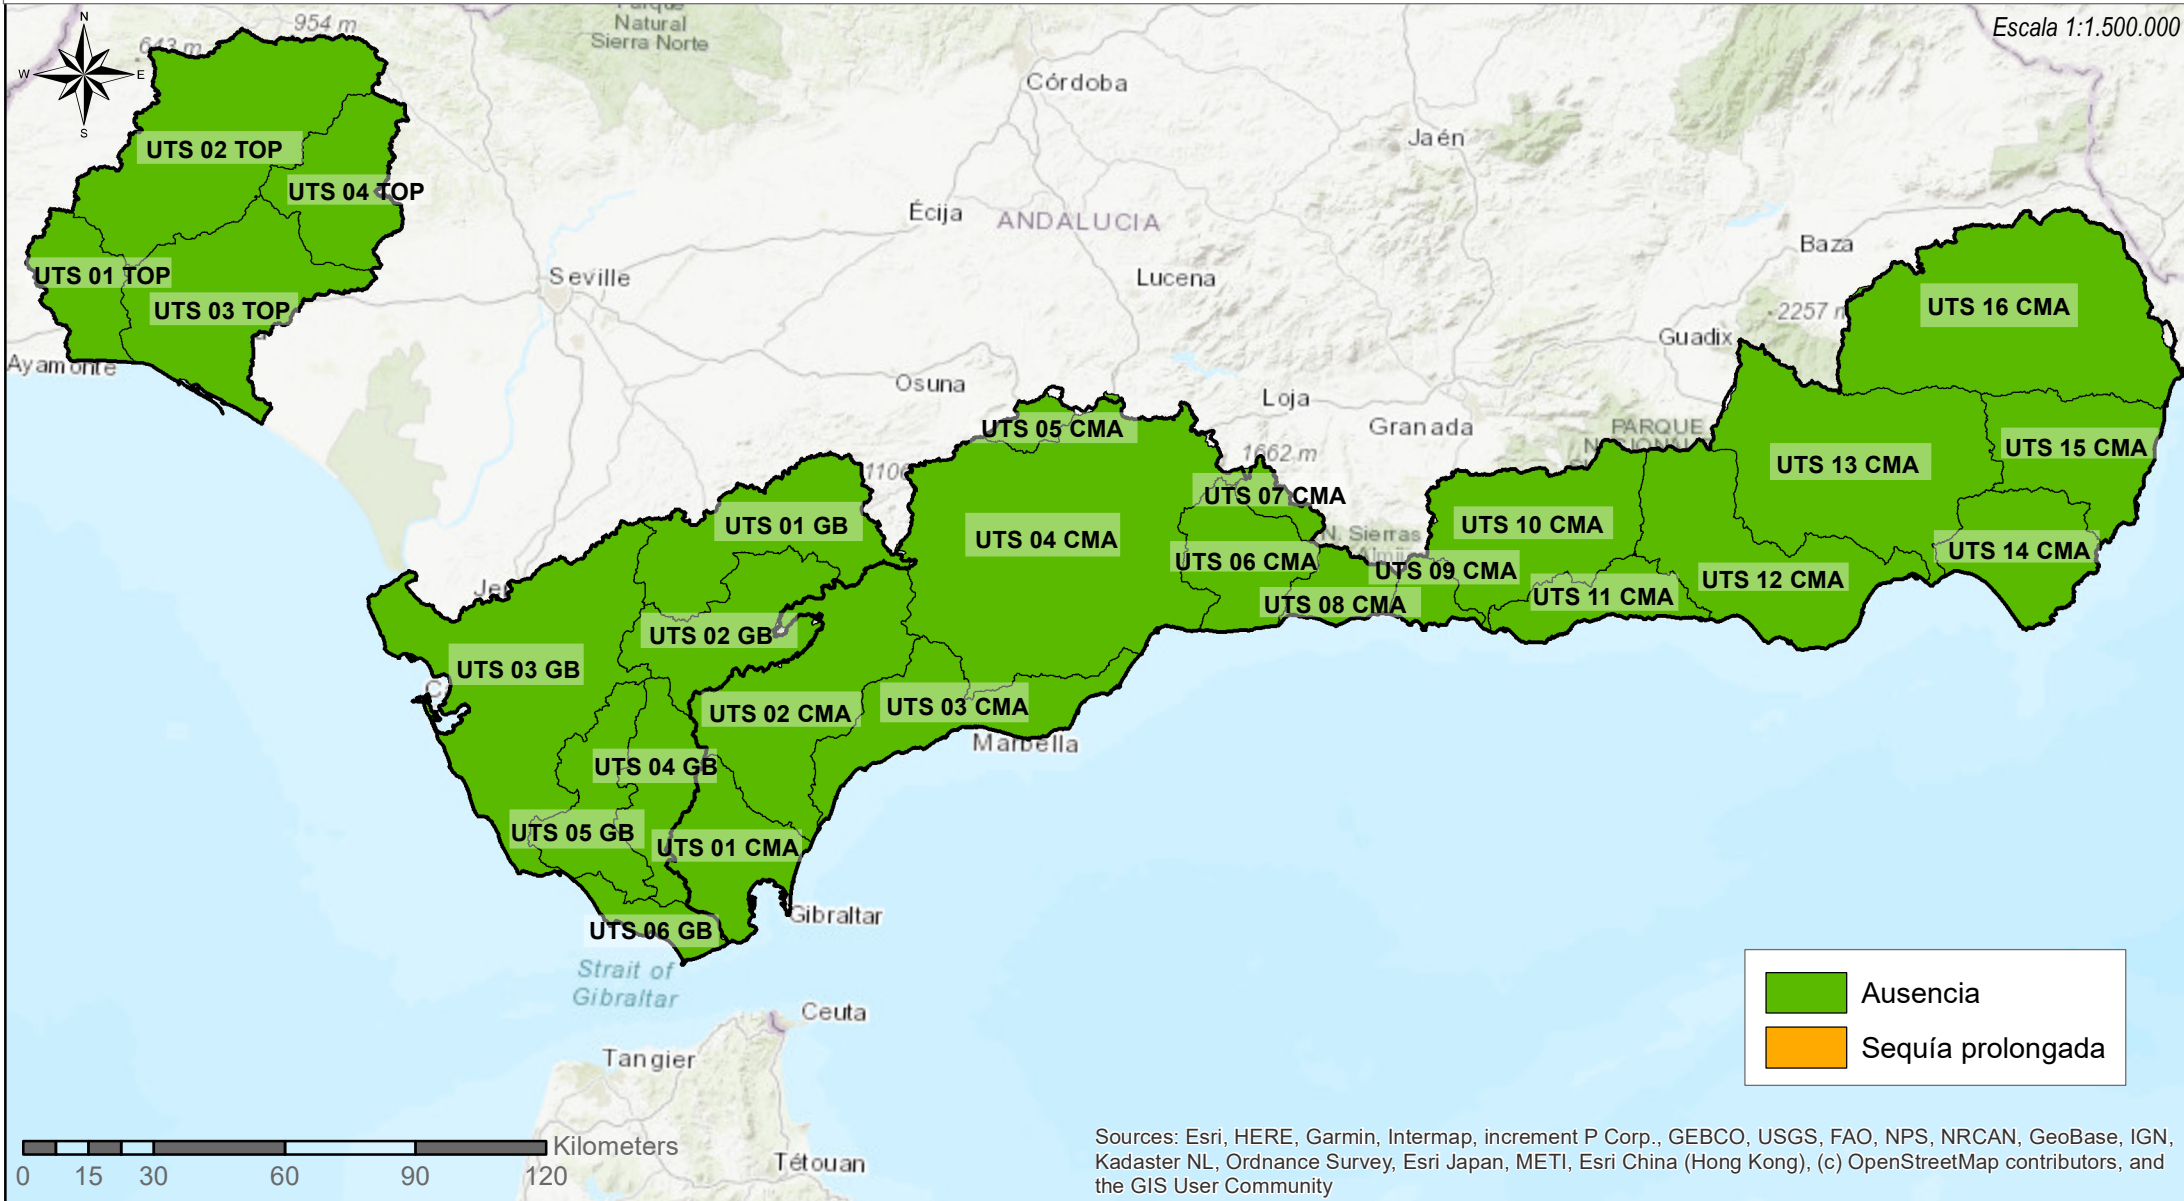 Escala 1:1.500.000
N
W
E
S
954 m
643 m
Parque
Natural
Sierra Norte
Córdoba
Jaén
UTS 02 TOP
UTS 04 TOP
Écija
ANDALUCIA
Baza
UTS 01 TOP
Seville
Lucena
UTS 03 TOP
UTS 16 CMA
2257 m
Guadix
Ayamonte
Osuna
Loja
Granada
PARQUE
UTS 05 CMA
UTS 15 CMA
1662 m
UTS 13 CMA
1106
UTS 07 CMA
UTS 01 GB
UTS 10 CMA
UTS 04 CMA
N. Sierras
UTS 14 CMA
UTS 06 CMA
UTS 09 CMA
UTS 12 CMA
UTS 11 CMA
UTS 08 CMA
UTS 02 GB
UTS 03 GB
UTS 03 CMA
UTS 02 CMA
Marbella
UTS 04 GB
UTS 05 GB
UTS 01 CMA
Gibraltar
UTS 06 GB
Strait of
Gibraltar
Ceuta
Tangier
Tétouan
Ausencia
Sequía prolongada
Kilometers
0 15 30 60 90 120
Sources: Esri, HERE, Garmin, Intermap, increment P Corp., GEBCO, USGS, FAO, NPS, NRCAN, GeoBase, IGN,
Kadaster NL, Ordnance Survey, Esri Japan, METI, Esri China (Hong Kong), (c) OpenStreetMap contributors, and
the GIS User Community